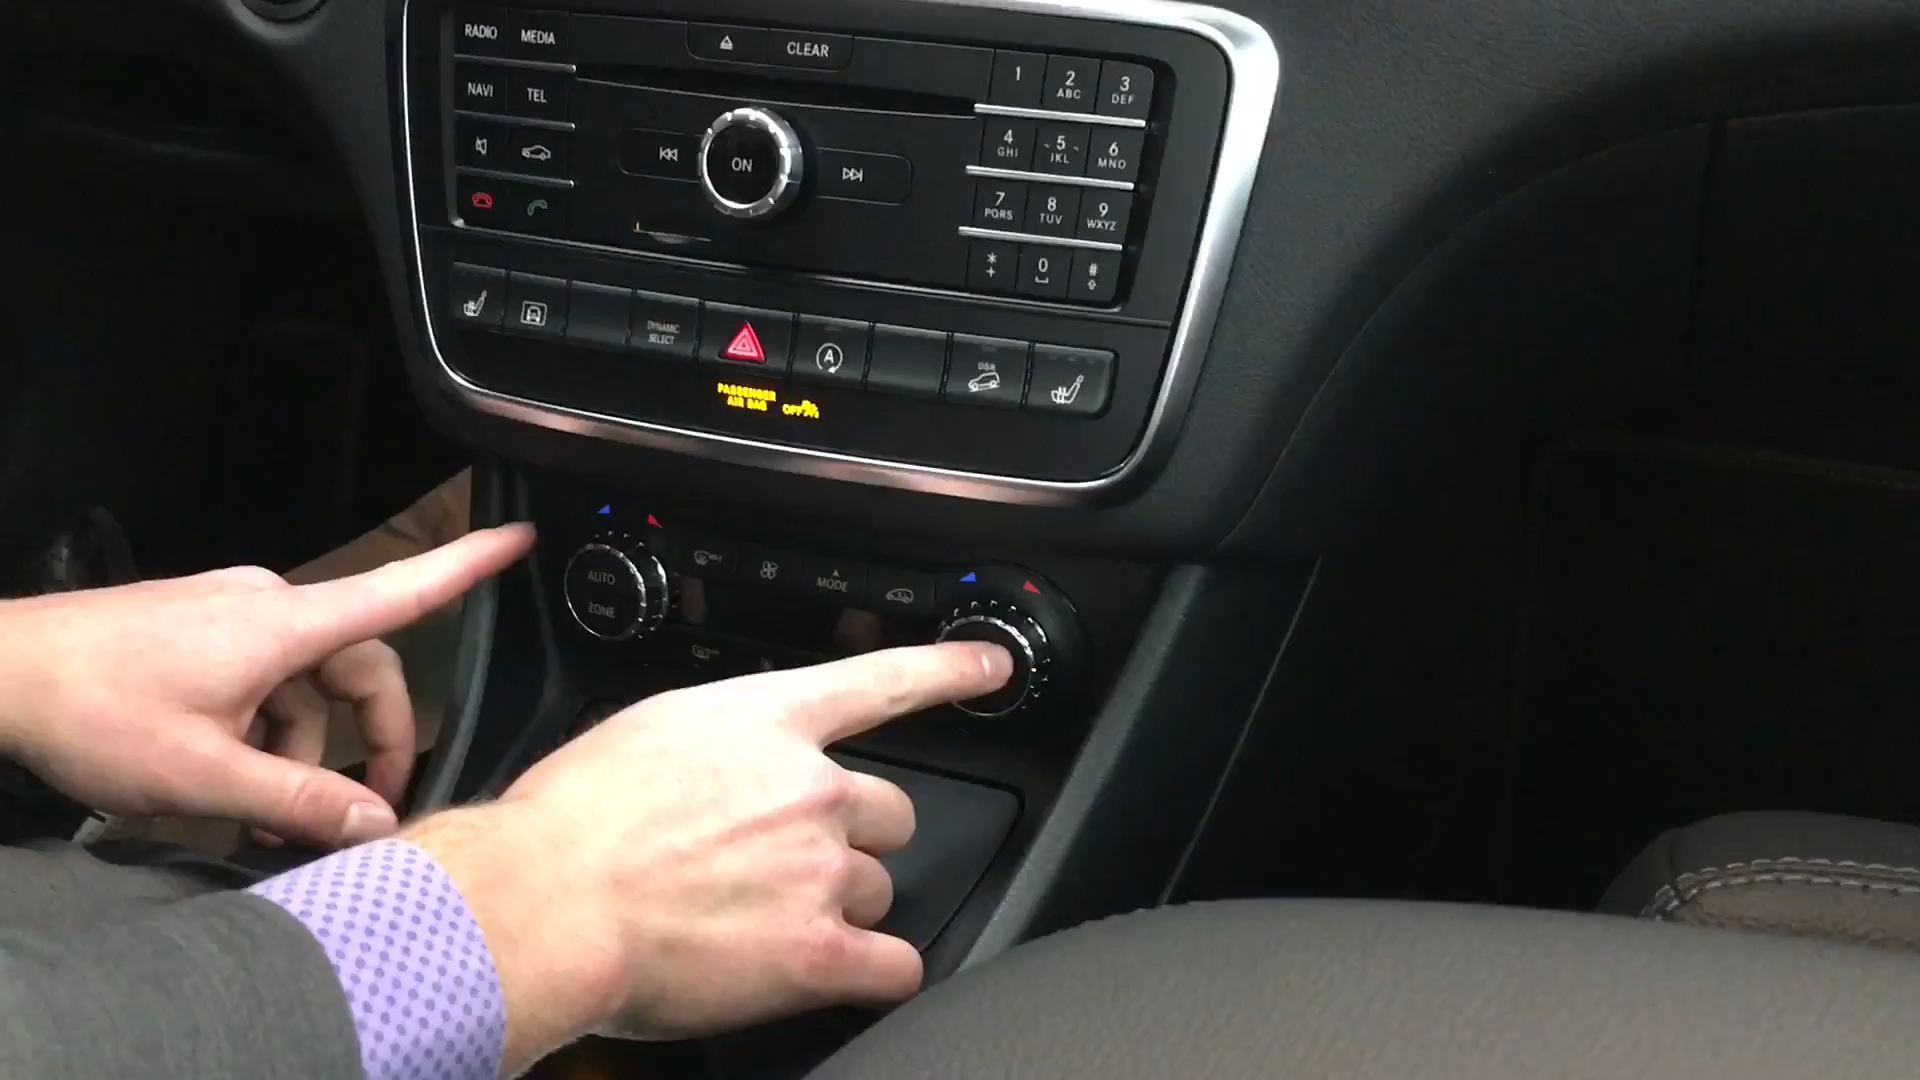 RADIO MEDIA
CLEAR
NAVI TEL
ON
1
2 ABC
3 DEF
4 GHI
5 JKL
6 MNO
7 PQRS
8 TUV
9 WXYZ
* +
0
#
DYNAMIC
SELECT
A
DSR
PASSENGER
AIR BAG OFF
AUTO
ZONE
MODE